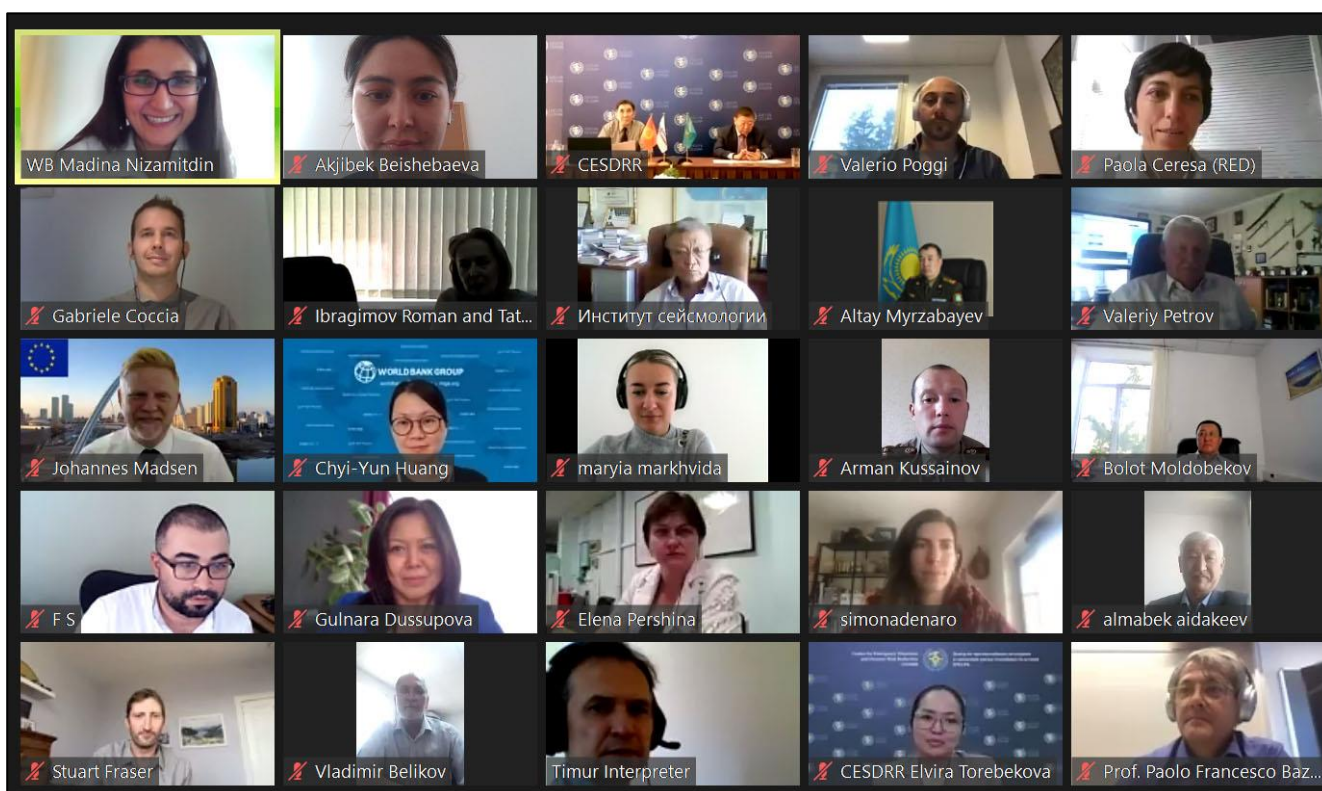 WB Madina Nizamitdin
Akjibek Beishebaeva
CESDRR
Valerio Poggi
Paola Ceresa (RED)
Gabriele Coccia
Ibragimov Roman and Tat...
Институт сейсмологии
Altay Myrzabayev
Valeriy Petrov
Johannes Madsen
WORLD BANK GROUP
Chyi-Yun Huang
maryia markhvida
Arman Kussainov
Bolot Moldobekov
F S
Gulnara Dussupova
Elena Pershina
simonadenaro
almabek aidakeev
Stuart Fraser
Vladimir Belikov
Timur Interpreter
CESDRR Elvira Torebekova
Prof. Paolo Francesco Baz...